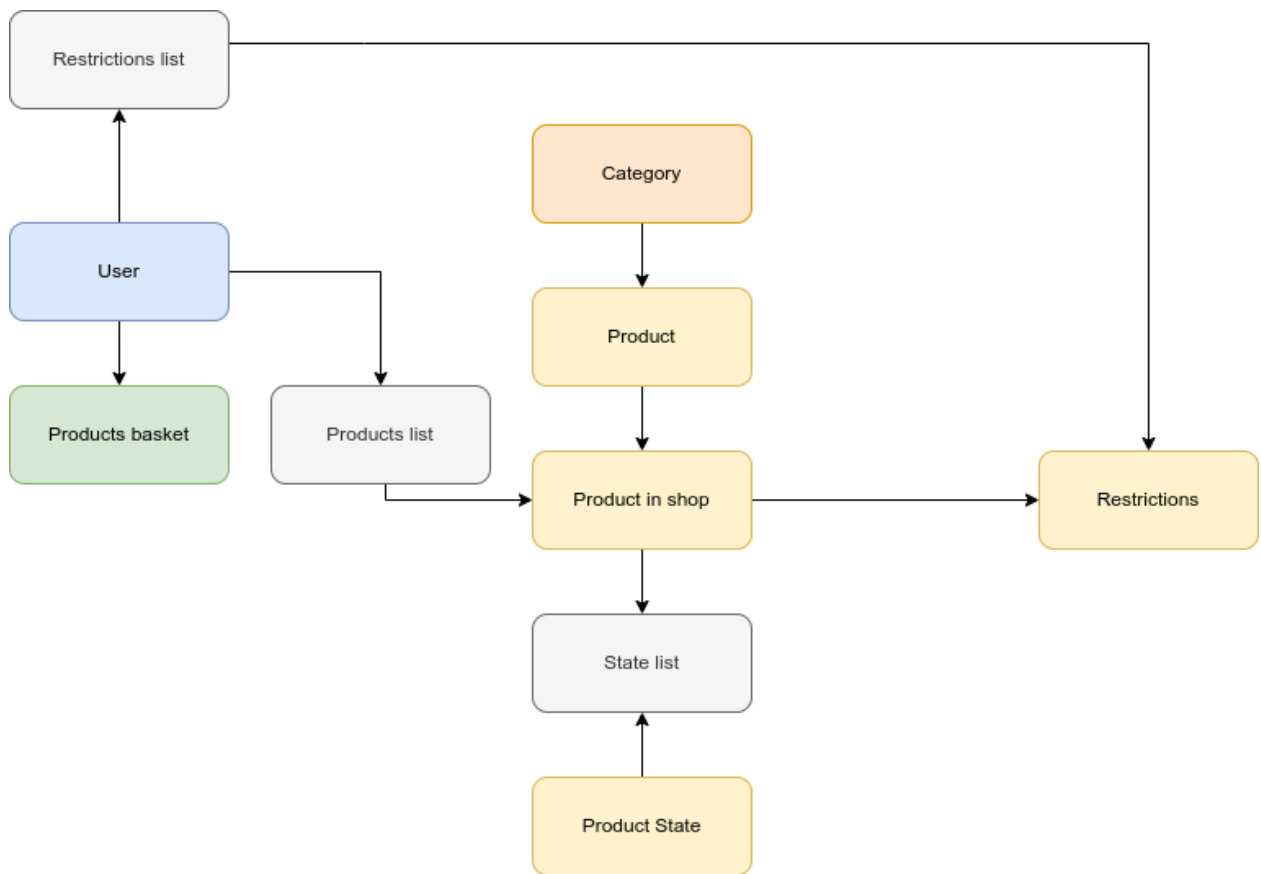 Restrictions list
Category
User
Product
Products basket
Products list
Product in shop
Restrictions
State list
Product State